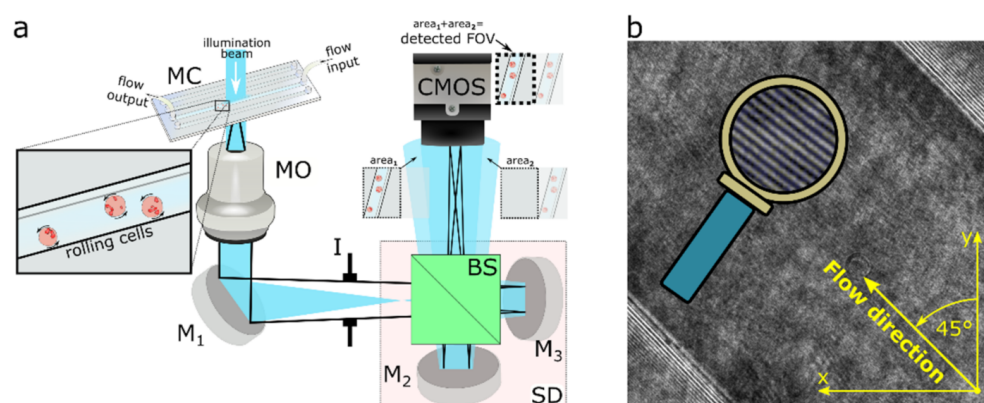 a
illumination
beam
flow
input
MC
flow
output
MO
rolling cells
M1
I
area1+area2=
detected FOV
CMOS
area1
area2
BS
M2
M3
SD
b
Flow direction
45°
y
x